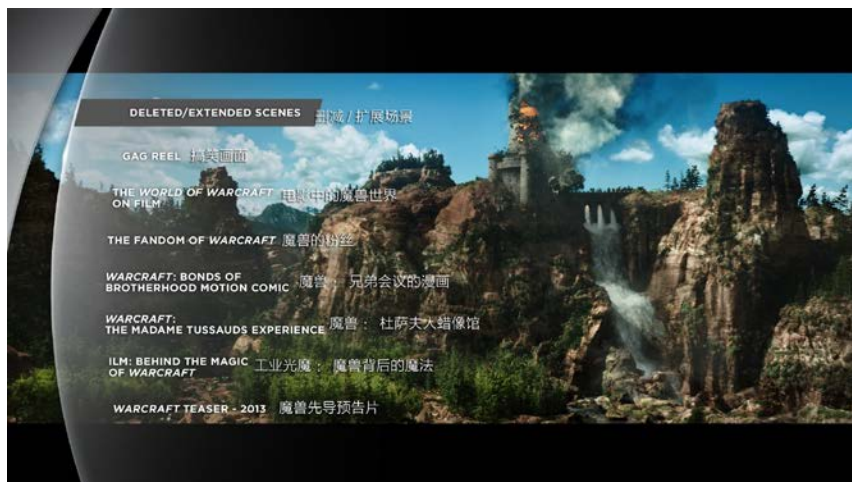 DELETED/EXTENDED SCENES 删减 / 扩展场景
GAG REEL 搞笑画面
THE WORLD OF WARCRAFT 电影中的魔兽世界
ON FILM
THE FANDOM OF WARCRAFT 魔兽的粉丝
WARCRAFT: BONDS OF
BROTHERHOOD MOTION COMIC 魔兽： 兄弟会议的漫画
WARCRAFT:
THE MADAME TUSSAUDS EXPERIENCE 魔兽： 杜萨夫人蜡像馆
ILM: BEHIND THE MAGIC 工业光魔： 魔兽背后的魔法
OF WARCRAFT
WARCRAFT TEASER - 2013 魔兽先导预告片